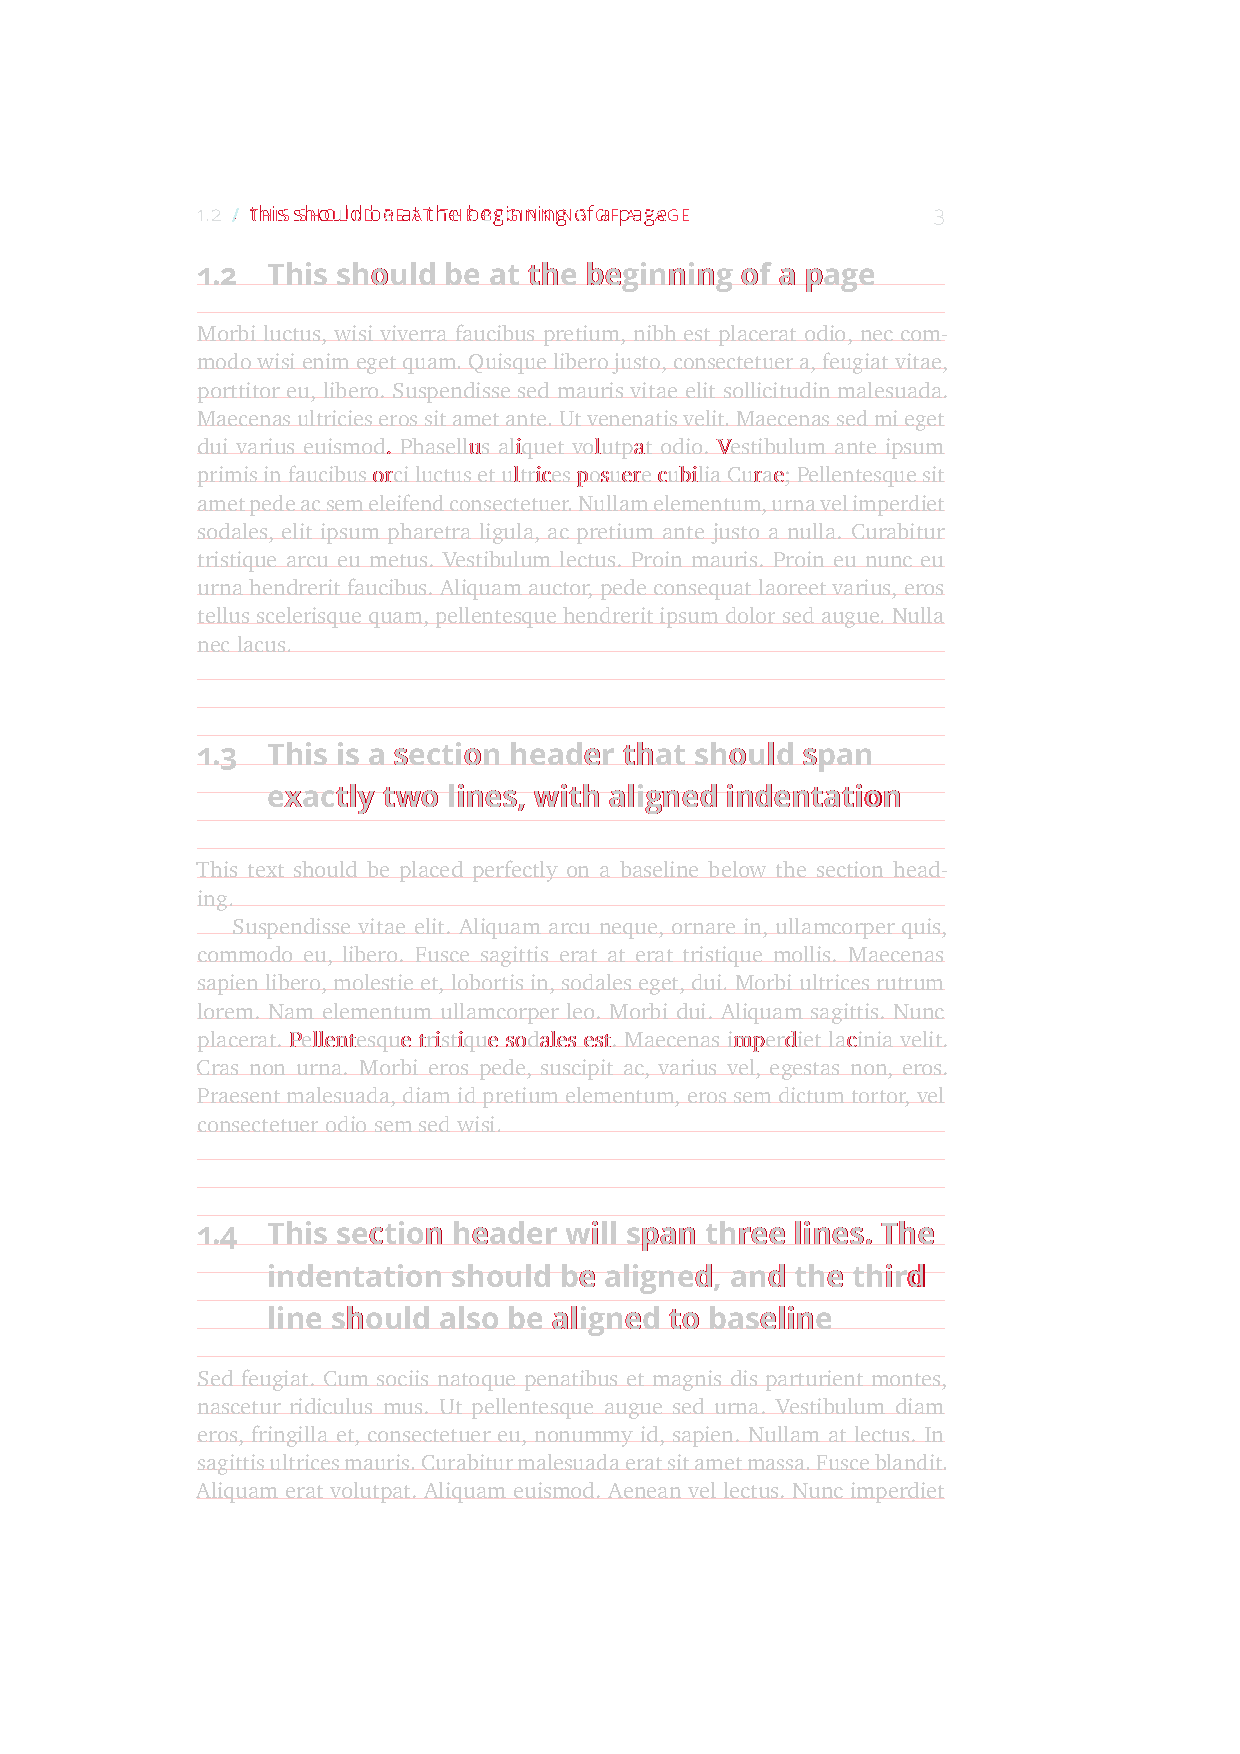 1.2 / this should be at the beginning of a page 3
1.2 This should be at the beginning of a page
Morbi luctus, wisi viverra faucibus pretium, nibh est placerat odio, nec com-
modo wisi enim eget quam. Quisque libero justo, consectetuer a, feugiat vitae,
porttitor eu, libero. Suspendisse sed mauris vitae elit sollicitudin malesuada.
Maecenas ultricies eros sit amet ante. Ut venenatis velit. Maecenas sed mi eget
dui varius euismod. Phasellus aliquet volutpat odio. Vestibulum ante ipsum
primis in faucibus orci luctus et ultrices posuere cubilia Curae; Pellentesque sit
amet pede ac sem eleifend consectetuer. Nullam elementum, urna vel imperdiet
sodales, elit ipsum pharetra ligula, ac pretium ante justo a nulla. Curabitur
tristique arcu eu metus. Vestibulum lectus. Proin mauris. Proin eu nunc eu
urna hendrerit faucibus. Aliquam auctor, pede consequat laoreet varius, eros
tellus scelerisque quam, pellentesque hendrerit ipsum dolor sed augue. Nulla
nec lacus.
1.3 This is a section header that should span
exactly two lines, with aligned indentation
This text should be placed perfectly on a baseline below the section head-
ing.
Suspendisse vitae elit. Aliquam arcu neque, ornare in, ullamcorper quis,
commodo eu, libero. Fusce sagittis erat at erat tristique mollis. Maecenas
sapien libero, molestie et, lobortis in, sodales eget, dui. Morbi ultrices rutrum
lorem. Nam elementum ullamcorper leo. Morbi dui. Aliquam sagittis. Nunc
placerat. Pellentesque tristique sodales est. Maecenas imperdiet lacinia velit.
Cras non urna. Morbi eros pede, suscipit ac, varius vel, egestas non, eros.
Praesent malesuada, diam id pretium elementum, eros sem dictum tortor, vel
consectetuer odio sem sed wisi.
1.4 This section header will span three lines. The
indentation should be aligned, and the third
line should also be aligned to baseline
Sed feugiat. Cum sociis natoque penatibus et magnis dis parturient montes,
nascetur ridiculus mus. Ut pellentesque augue sed urna. Vestibulum diam
eros, fringilla et, consectetuer eu, nonummy id, sapien. Nullam at lectus. In
sagittis ultrices mauris. Curabitur malesuada erat sit amet massa. Fusce blandit.
Aliquam erat volutpat. Aliquam euismod. Aenean vel lectus. Nunc imperdiet